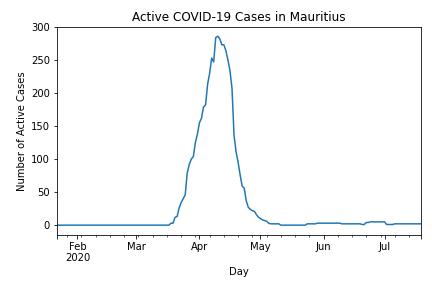 Active COVID-19 Cases in Mauritius
300
250
200
150
100
50
0
Number of Active Cases
Feb
2020
Mar
Apr
May
Jun
Jul
Day